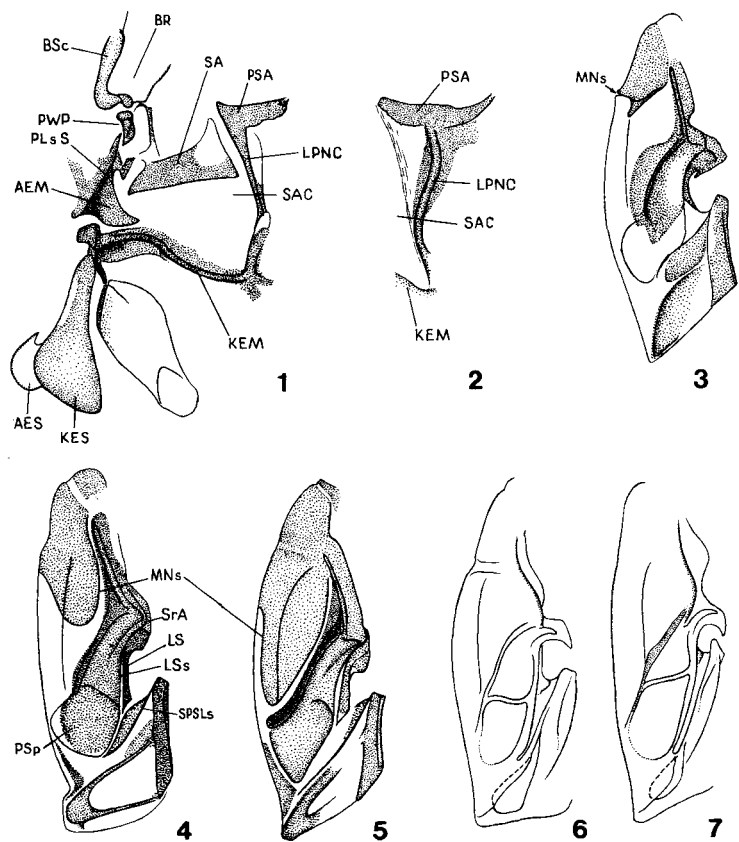 BR
BSc
SA
PSA
PWP
PLsS
LPNC
AEM
SAC
KEM
AES
KES
1
PSA
LPNC
SAC
KEM
2
MNs
3
MNs
SrA
LS
LSs
SPSLs
PSp
4
5
6
7